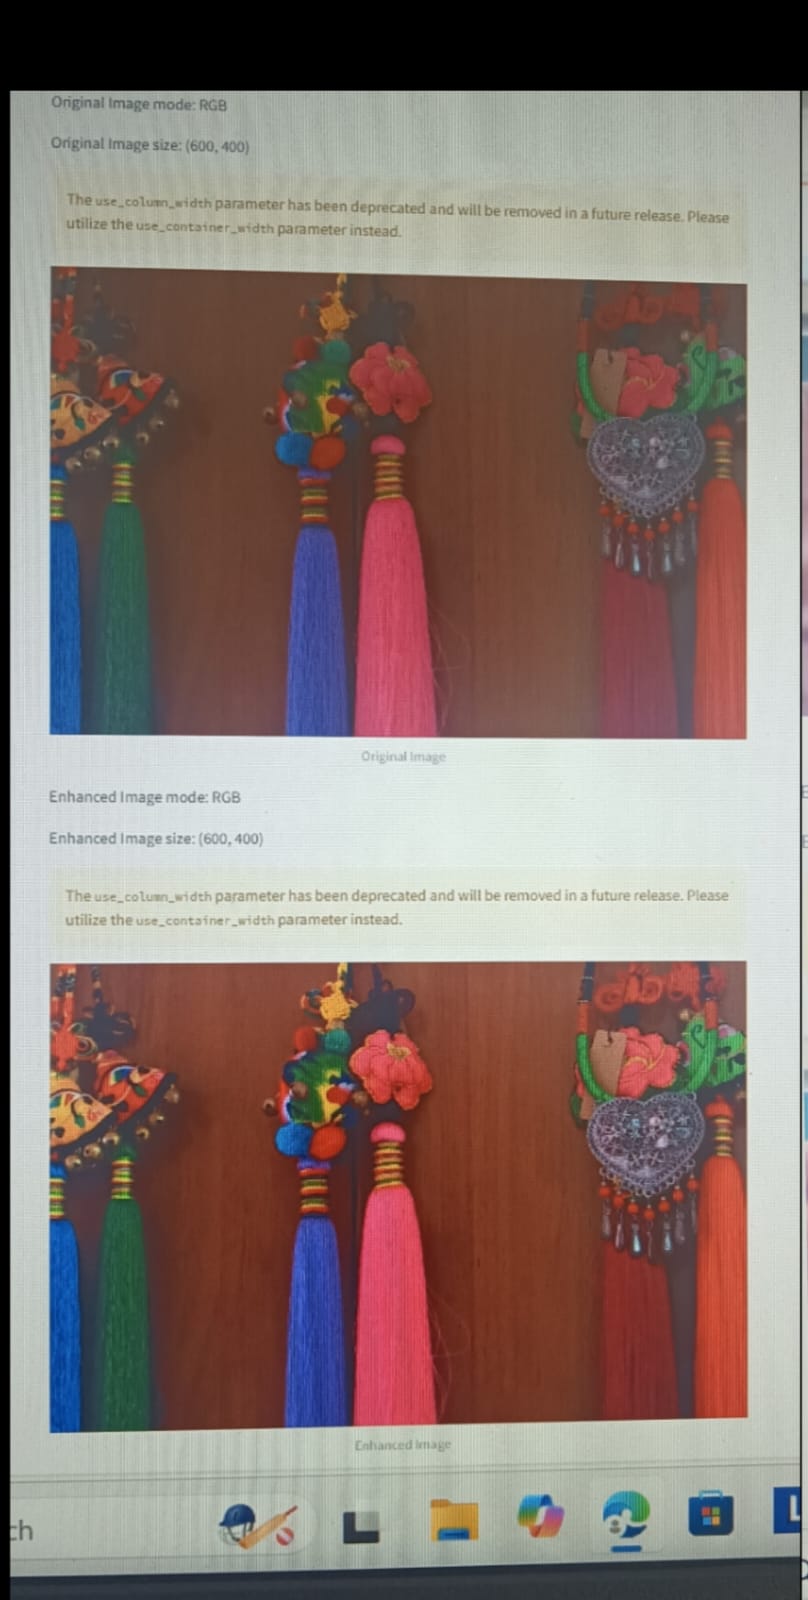 Original Image mode: RGB
Original Image size: (600, 400)
The use_column_width parameter has been deprecated and will be removed in a future release. Please
utilize the use_container_width parameter instead.
Original Image
Enhanced Image mode: RGB
Enhanced Image size: (600, 400)
The use_column_width parameter has been deprecated and will be removed in a future release. Please
utilize the use_container_width parameter instead.
Enhanced Image
ch
L